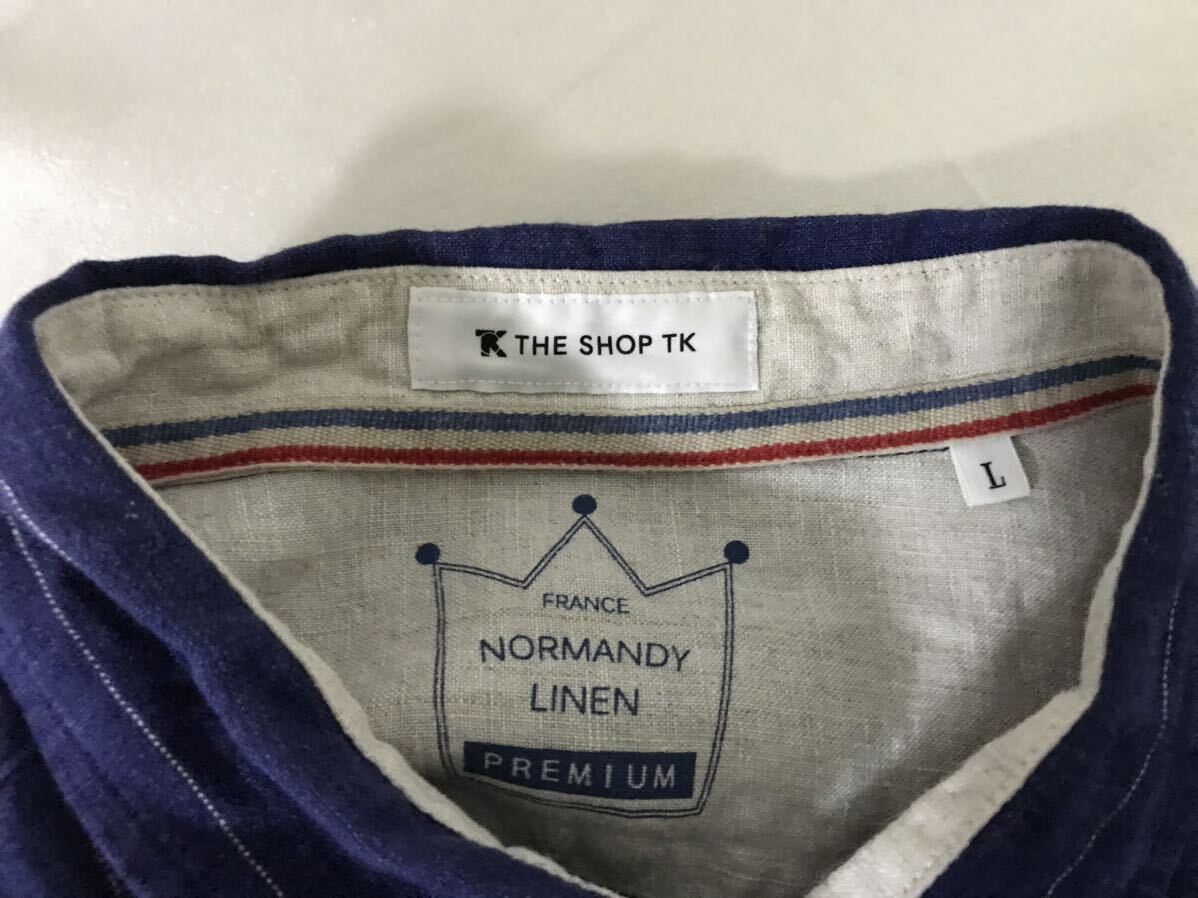 THE SHOP TK
L
FRANCE
NORMANDY
LINEN
PREMIUM